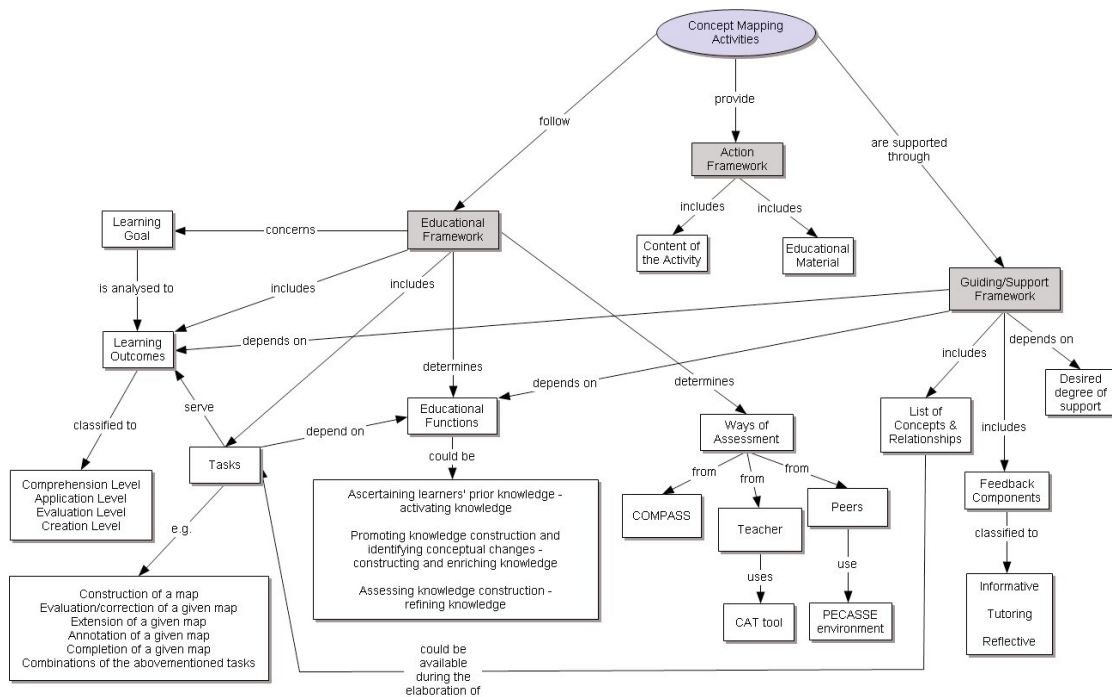 Concept Mapping
Activities
provide
follow
are supported
through
Action
Framework
includes
includes
Learning
Goal
concerns
Educational
Framework
Content of
the Activity
Educational
Material
is analysed to
includes
includes
Guiding/Support
Framework
Learning
Outcomes
depends on
determines
depends on
determines
includes
depends on
serve
classified to
depend on
Educational
Functions
Ways of
Assessment
List of
Concepts &
Relationships
Desired
degree of
support
Tasks
could be
from
from
from
includes
Comprehension Level
Application Level
Evaluation Level
Creation Level
Ascertaining learners' prior knowledge -
activating knowledge
Promoting knowledge construction and
identifying conceptual changes -
constructing and enriching knowledge
Assessing knowledge construction -
refining knowledge
COMPASS
Teacher
Peers
Feedback
Components
e.g.
uses
use
classified to
Construction of a map
Evaluation/correction of a given map
Extension of a given map
Annotation of a given map
Completion of a given map
Combinations of the abovementioned tasks
CAT tool
PECASSE
environment
Informative
Tutoring
Reflective
could be
available
during the
elaboration of